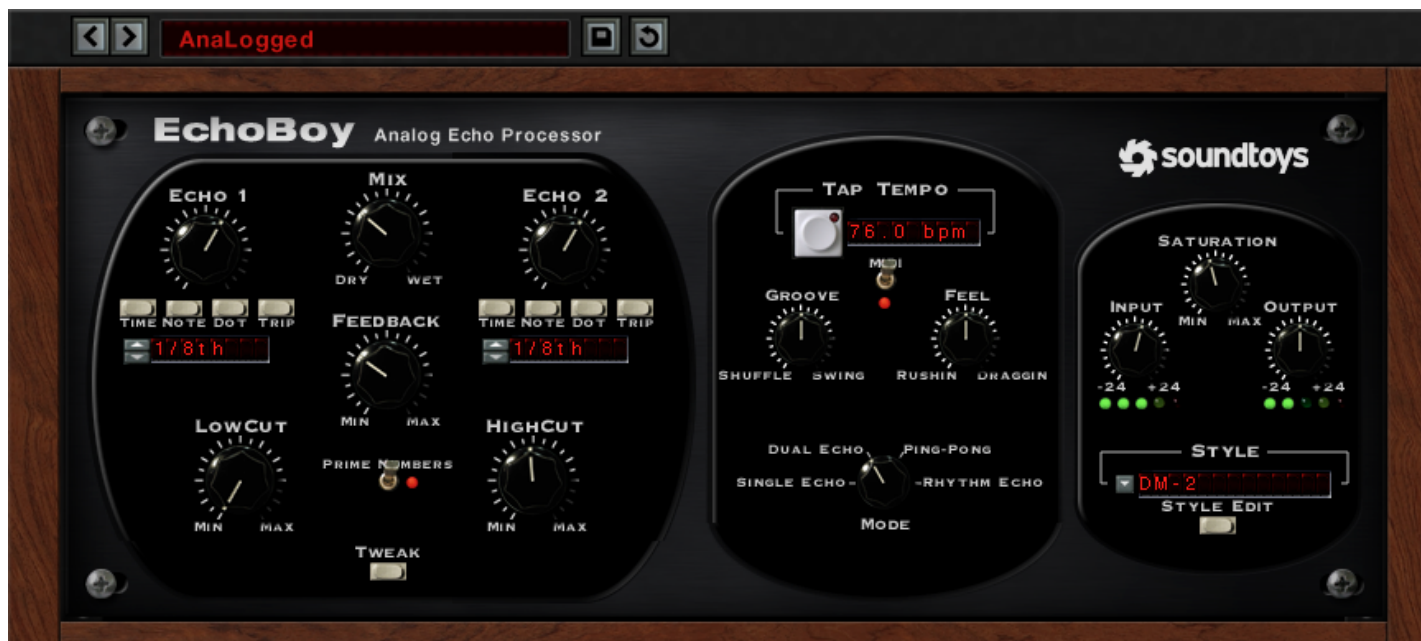 AnaLogged
EchoBoy Analog Echo Processor
soundtoys
ECHO 1
MIX
ECHO 2
DRY WET
TIME NOTE DOT TRIP
1/8th
FEEDBACK
MIN MAX
TIME NOTE DOT TRIP
1/8th
LOWCUT
MIN MAX
PRIME NUMBERS
HIGHCUT
MIN MAX
TWEAK
TAP TEMPO
76.0 bpm
MIDI
GROOVE
SHUFFLE SWING
FEEL
RUSHIN DRAGGIN
DUAL ECHO PING-PONG
SINGLE ECHO RHYTHM ECHO
MODE
SATURATION
MIN MAX
INPUT
-24 +24
OUTPUT
-24 +24
STYLE
DM-2
STYLE EDIT